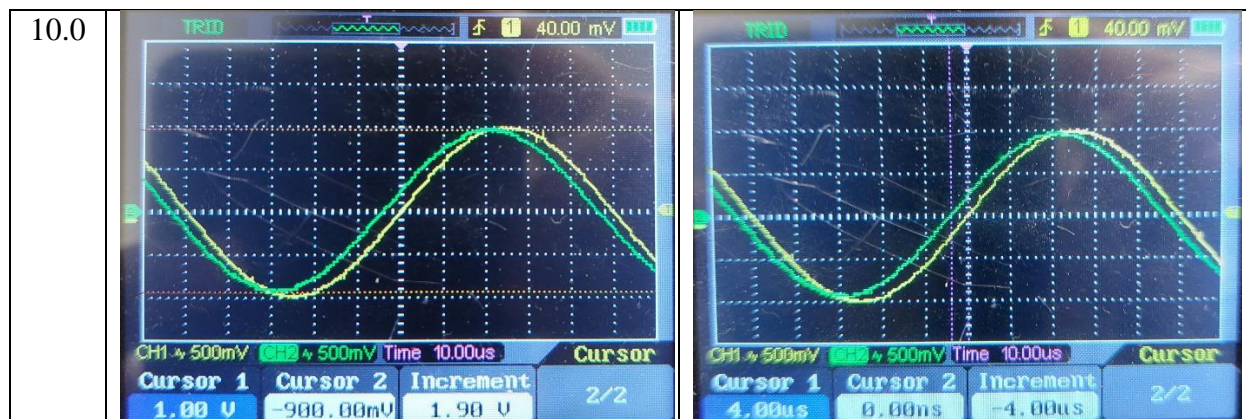 10.0
TRID 1 40.00 mV
CH1 500mV CH2 500mV Time 10.00us Cursor
Cursor 1 Cursor 2 Increment 2/2
1.00 V -900.00mV 1.90 V
TRID 1 40.00 mV
CH1 500mV CH2 500mV Time 10.00us Cursor
Cursor 1 Cursor 2 Increment 2/2
4.00us 0.00ns -4.00us